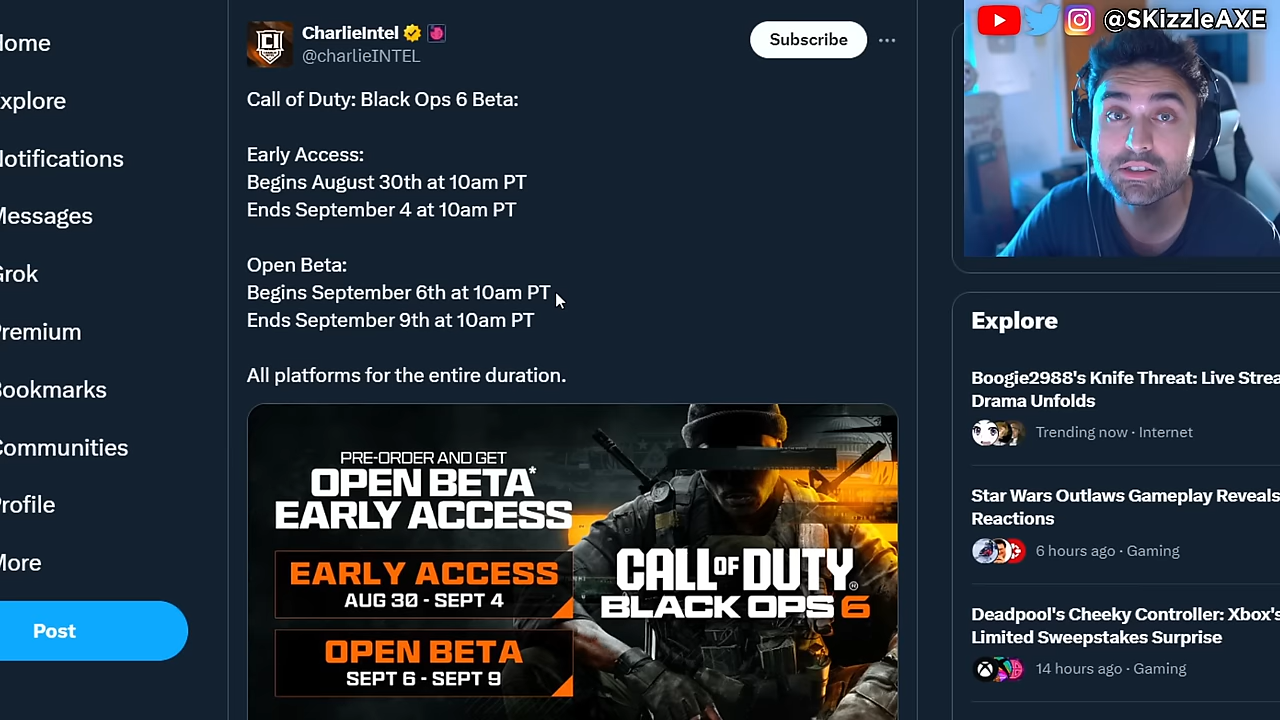 ome
xplore
otifications
Messages
rok
remium
ookmarks
ommunities
rofile
More
Post
CharlieIntel
@charlieINTEL
Subscribe
Call of Duty: Black Ops 6 Beta:
Early Access:
Begins August 30th at 10am PT
Ends September 4 at 10am PT
Open Beta:
Begins September 6th at 10am PT
Ends September 9th at 10am PT
All platforms for the entire duration.
PRE-ORDER AND GET
OPEN BETA*
EARLY ACCESS
EARLY ACCESS
AUG 30 - SEPT 4
OPEN BETA
SEPT 6 - SEPT 9
CALL OF DUTY®
BLACK OPS 6
@SKizzleAXE
Explore
Boogie2988's Knife Threat: Live Strea
Drama Unfolds
Trending now · Internet
Star Wars Outlaws Gameplay Reveals
Reactions
6 hours ago · Gaming
Deadpool's Cheeky Controller: Xbox's
Limited Sweepstakes Surprise
14 hours ago · Gaming